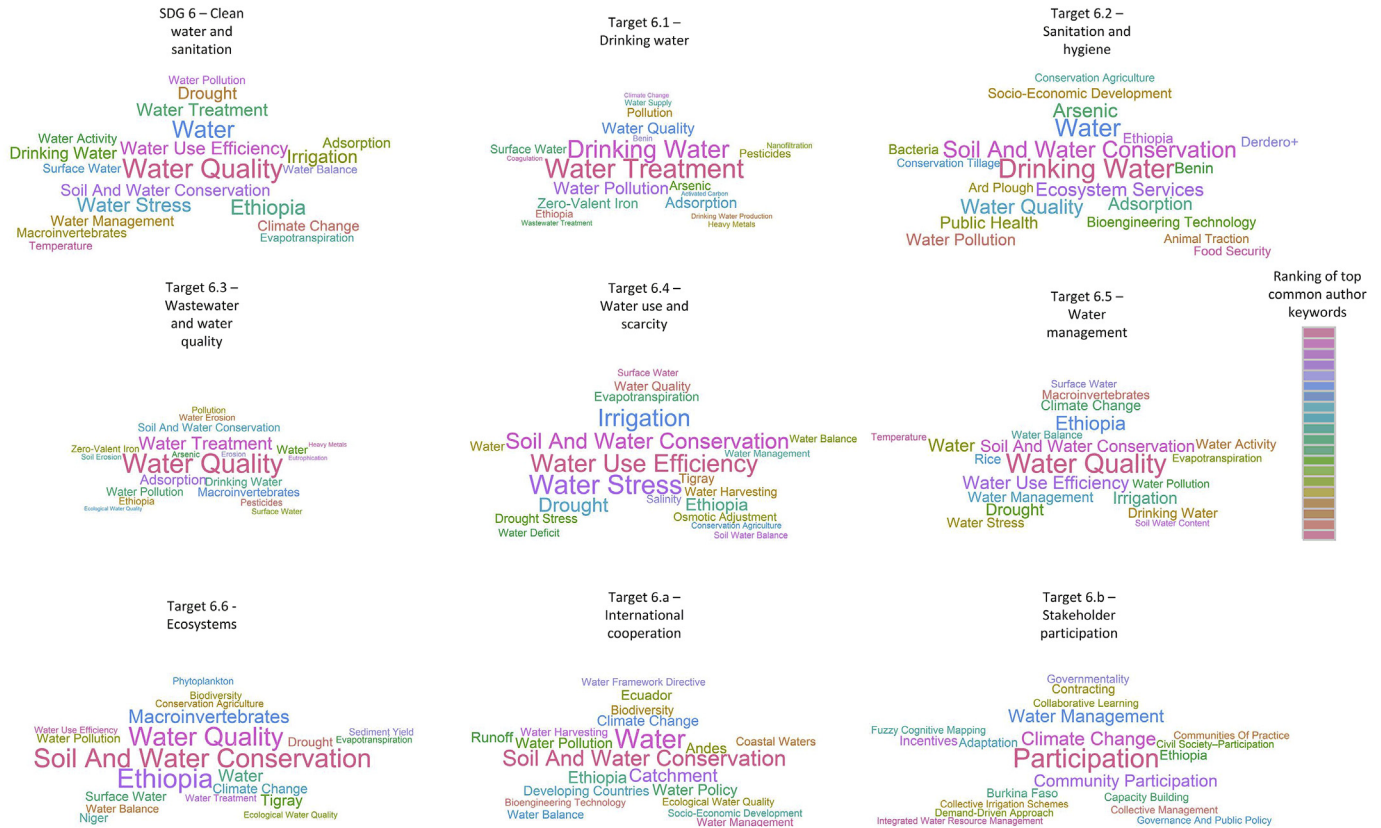 SDG 6 – Clean
water and
sanitation
Water Pollution
Drought
Water Treatment
Water
Water Activity
Water Use Efficiency
Adsorption
Drinking Water
Irrigation
Surface Water
Water Quality
Water Balance
Soil And Water Conservation
Water Stress
Ethiopia
Water Management
Climate Change
Macroinvertebrates
Evapotranspiration
Temperature
Target 6.1 –
Drinking water
Climate Change
Water Supply
Pollution
Water Quality
Benin
Surface Water
Drinking Water
Nanofiltration
Pesticides
Coagulation
Water Treatment
Water Pollution
Arsenic
Activated Carbon
Zero-Valent Iron
Adsorption
Ethiopia
Drinking Water Production
Wastewater Treatment
Heavy Metals
Target 6.2 –
Sanitation and
hygiene
Conservation Agriculture
Socio-Economic Development
Arsenic
Water
Ethiopia
Derdero+
Bacteria
Soil And Water Conservation
Conservation Tillage
Drinking Water
Benin
Ard Plough
Ecosystem Services
Water Quality
Adsorption
Public Health
Bioengineering Technology
Water Pollution
Animal Traction
Food Security
Target 6.3 –
Wastewater
and water
quality
Pollution
Water Erosion
Soil And Water Conservation
Water Treatment
Heavy Metals
Zero-Valent Iron
Arsenic
Erosion
Water
Soil Erosion
Water Quality
Eutrophication
Adsorption
Drinking Water
Water Pollution
Macroinvertebrates
Ethiopia
Pesticides
Ecological Water Quality
Surface Water
Target 6.4 –
Water use and
scarcity
Surface Water
Water Quality
Evapotranspiration
Irrigation
Water
Soil And Water Conservation
Water Balance
Water Management
Water Use Efficiency
Tigray
Water Stress
Water Harvesting
Salinity
Drought
Ethiopia
Drought Stress
Osmotic Adjustment
Conservation Agriculture
Water Deficit
Soil Water Balance
Target 6.5 –
Water
management
Surface Water
Macroinvertebrates
Climate Change
Ethiopia
Temperature
Water Balance
Water
Soil And Water Conservation
Water Activity
Rice
Water Quality
Evapotranspiration
Water Use Efficiency
Water Pollution
Water Management
Irrigation
Drought
Drinking Water
Water Stress
Soil Water Content
Ranking of top
common author
keywords
Target 6.6 -
Ecosystems
Phytoplankton
Biodiversity
Conservation Agriculture
Macroinvertebrates
Water Use Efficiency
Water Quality
Sediment Yield
Water Pollution
Drought
Evapotranspiration
Soil And Water Conservation
Ethiopia
Water
Climate Change
Surface Water
Water Treatment
Tigray
Water Balance
Ecological Water Quality
Niger
Target 6.a –
International
cooperation
Water Framework Directive
Ecuador
Biodiversity
Climate Change
Water Harvesting
Runoff
Water Pollution
Water
Andes
Coastal Waters
Soil And Water Conservation
Ethiopia
Catchment
Developing Countries
Water Policy
Bioengineering Technology
Ecological Water Quality
Water Balance
Socio-Economic Development
Water Management
Target 6.b –
Stakeholder
participation
Governmentality
Contracting
Collaborative Learning
Water Management
Fuzzy Cognitive Mapping
Incentives
Adaptation
Climate Change
Communities Of Practice
Civil Society–Participation
Participation
Ethiopia
Community Participation
Burkina Faso
Capacity Building
Collective Irrigation Schemes
Demand-Driven Approach
Collective Management
Integrated Water Resource Management
Governance And Public Policy